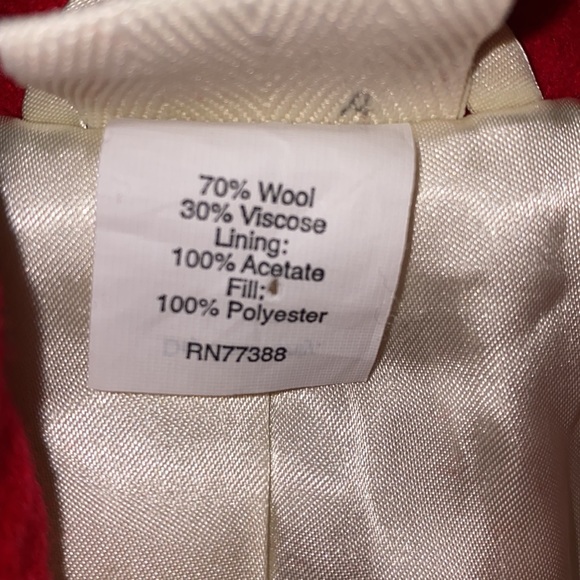 70% Wool
30% Viscose
Lining:
100% Acetate
Fill:
100% Polyester
RN77388